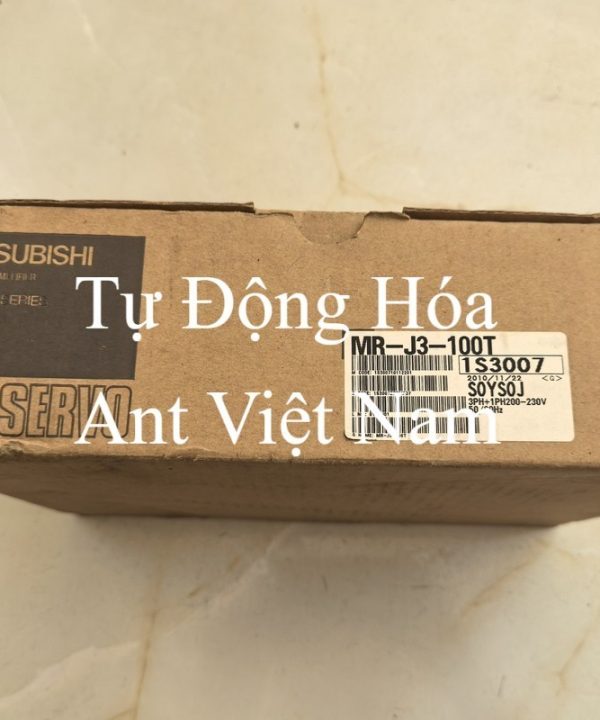 SUBISHI
SERIES
Tự Động Hóa
MR-J3-100T
1S3007
2010/11/22 <G>
SERVO
S0YS0J
3PH+1PH200-230V
Ant Việt Nam